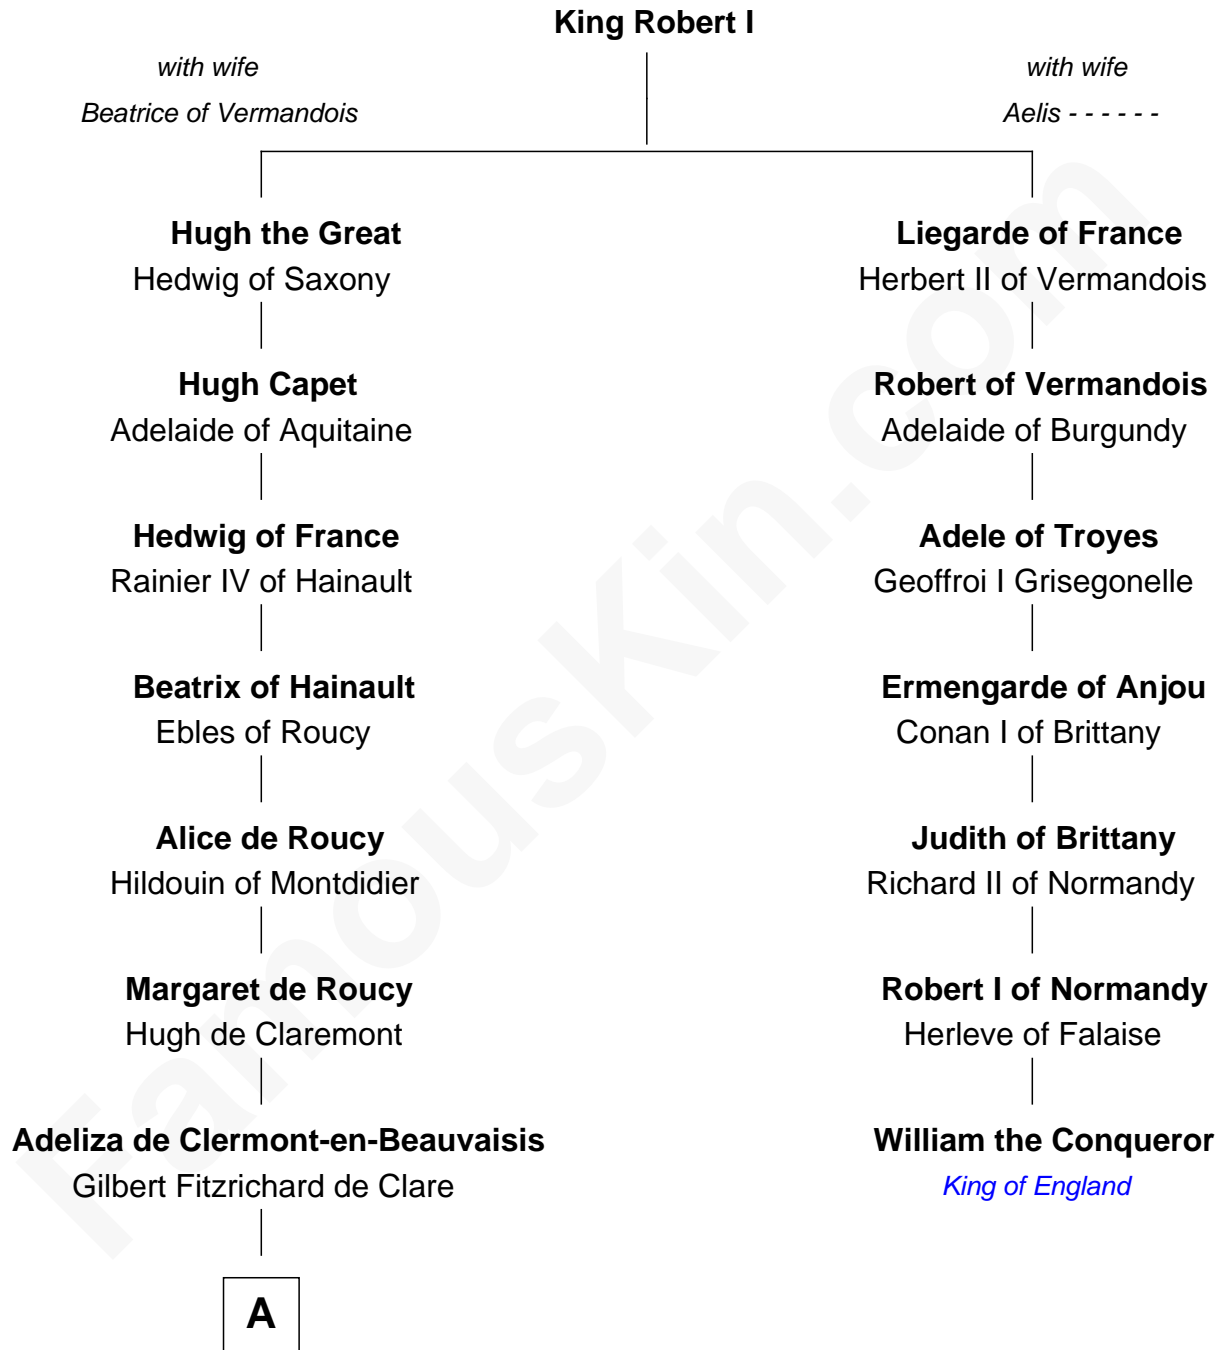 King Robert I
with wife
Beatrice of Vermandois
with wife
Aelis - - - - - -
Hugh the Great
Hedwig of Saxony
Liegarde of France
Herbert II of Vermandois
Hugh Capet
Adelaide of Aquitaine
Robert of Vermandois
Adelaide of Burgundy
Hedwig of France
Rainier IV of Hainault
Adele of Troyes
Geoffroi I Grisegonelle
Beatrix of Hainault
Ebles of Roucy
Ermengarde of Anjou
Conan I of Brittany
Alice de Roucy
Hildouin of Montdidier
Judith of Brittany
Richard II of Normandy
Margaret de Roucy
Hugh de Claremont
Robert I of Normandy
Herleve of Falaise
Adeliza de Clermont-en-Beauvaisis
Gilbert Fitzrichard de Clare
William the Conqueror
King of England
A
FamousKin.com